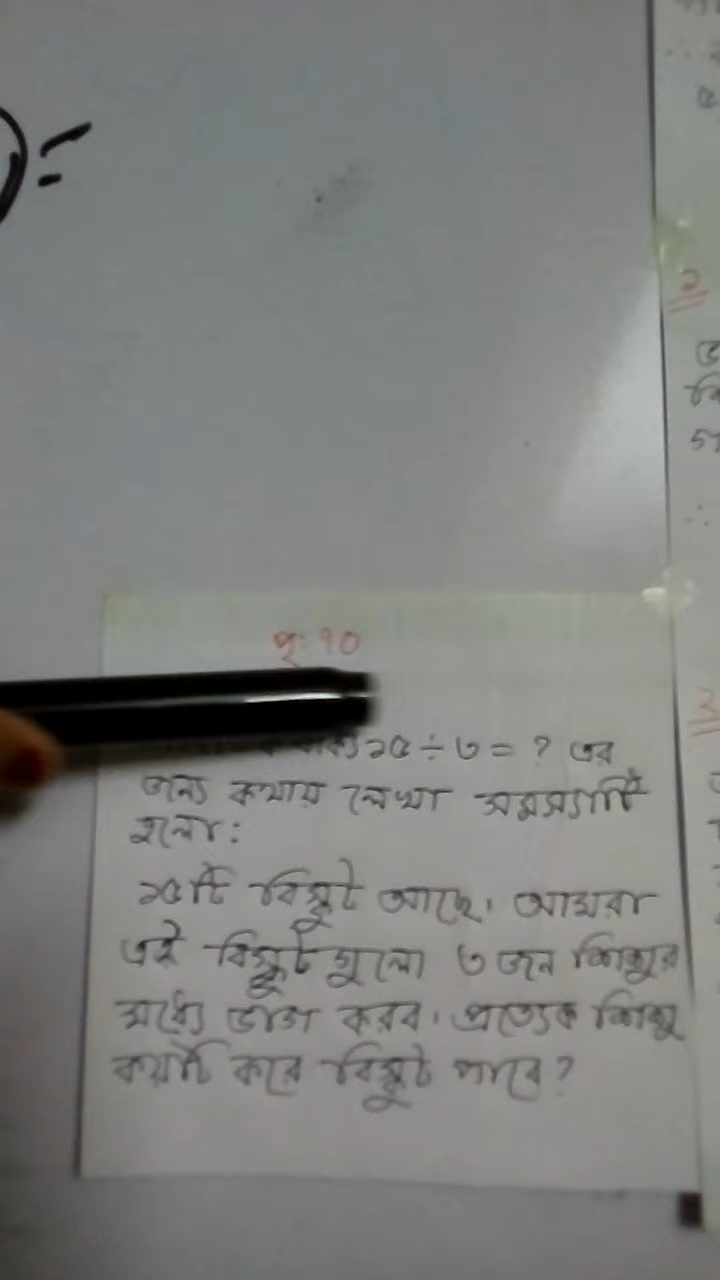 পৃ: ৭০
১৫ ÷ ৩ = ? এর
জন্য কথায় লেখা সমস্যাটি
হলো:
১৫টি বিস্কুট আছে। আমরা
এই বিস্কুট গুলো ৩ জন শিশুর
মধ্যে ভাগ করব। প্রত্যেক শিশু
কয়টি করে বিস্কুট পাবে?